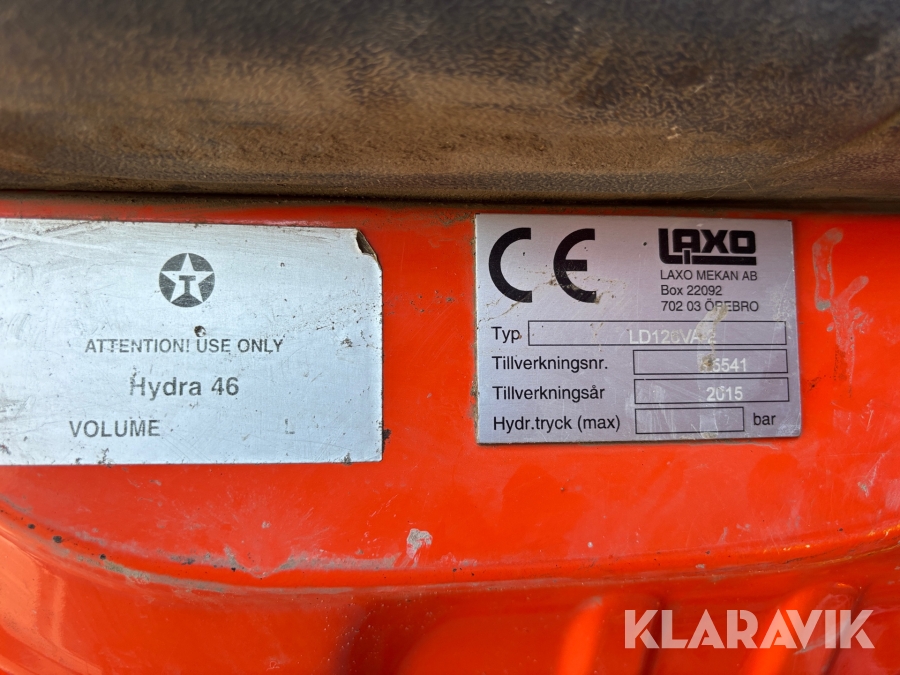 T
ATTENTION! USE ONLY
Hydra 46
VOLUME L
CE LAXO
LAXO MEKAN AB
Box 22092
702 03 ÖREBRO
Typ
Tillverkningsnr.
Tillverkningsår 2015
Hydr.tryck (max) bar
KLARAVIK